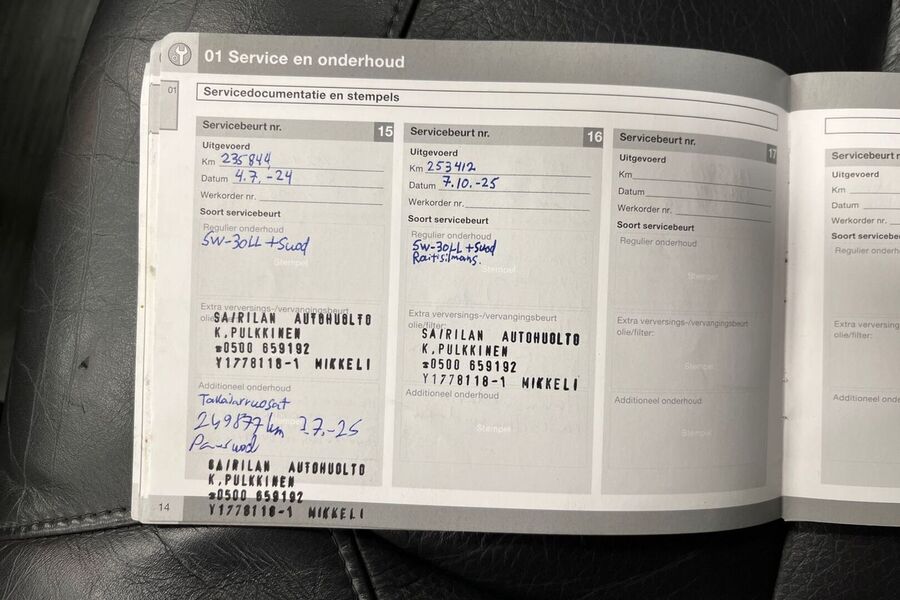 01 Service en onderhoud
01
Servicedocumentatie en stempels
Servicebeurt nr. 15
Uitgevoerd
Km 235844
Datum 4.7.-24
Werkorder nr.
Soort servicebeurt
Regulier onderhoud
5W-30LL +Suod
Stempel
Extra verversings-/vervangingsbeurt
olie/
SAIRILAN AUTOHUOLTO
K.PULKKINEN
☎0500 659192
Y1778118-1 MIKKELI
Additioneel onderhoud
Takajarruosat
249877 km 7.-25
SAIRILAN AUTOHUOLTO
K.PULKKINEN
☎0500 659192
Y1778118-1 MIKKELI
14
Servicebeurt nr. 16
Uitgevoerd
Km 253412
Datum 7.10.-25
Werkorder nr.
Soort servicebeurt
Regulier onderhoud
5W-30LL +Suod
Raitisilmans.
Stempel
Extra verversings-/vervangingsbeurt
olie/filter:
SAIRILAN AUTOHUOLTO
K.PULKKINEN
☎0500 659192
Y1778118-1 MIKKELI
Additioneel onderhoud
Stempel
Servicebeurt nr. 17
Uitgevoerd
Km
Datum
Werkorder nr.
Soort servicebeurt
Regulier onderhoud
Stempel
Extra verversings-/vervangingsbeurt
olie/filter:
Stempel
Additioneel onderhoud
Stempel
Servicebeurt n
Uitgevoerd
Km
Datum
Werkorder nr.
Soort servicebe
Regulier onderh
Extra verversing
olie/filter:
Additioneel onde